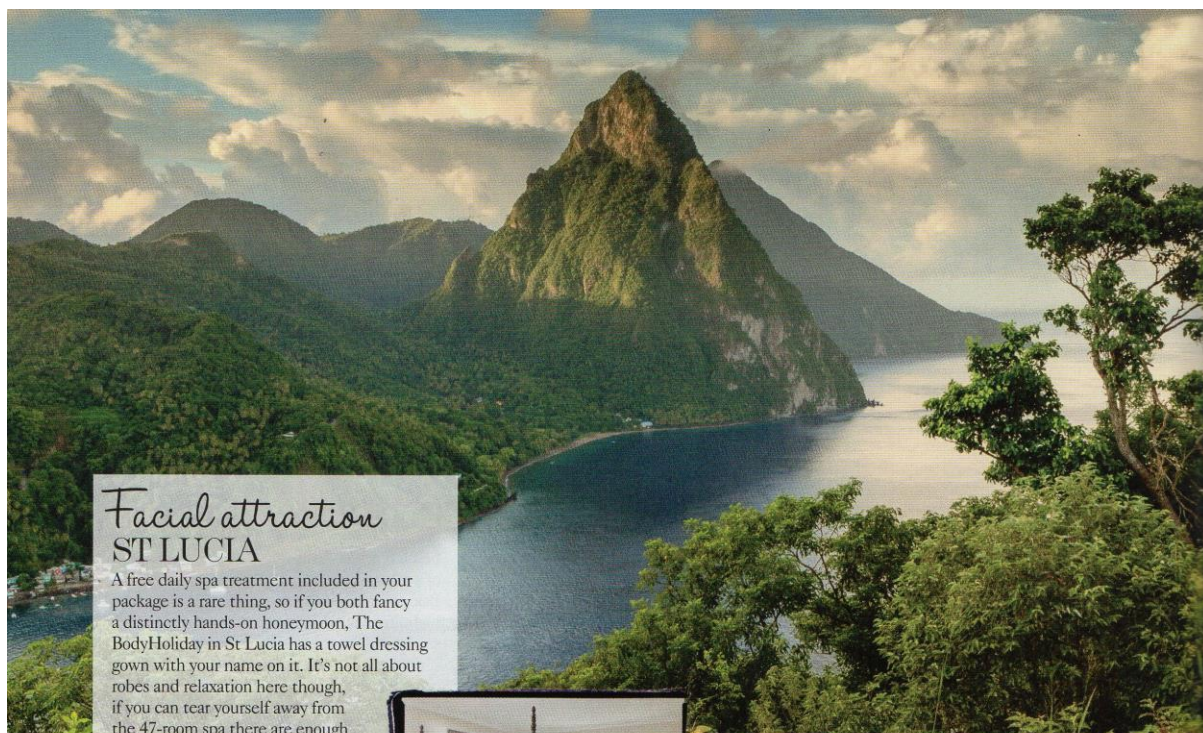 Facial attraction
ST LUCIA
A free daily spa treatment included in your
package is a rare thing, so if you both fancy
a distinctly hands-on honeymoon, The
BodyHoliday in St Lucia has a towel dressing
gown with your name on it. It's not all about
robes and relaxation here though,
if you can tear yourself away from
the 47-room spa there are enough